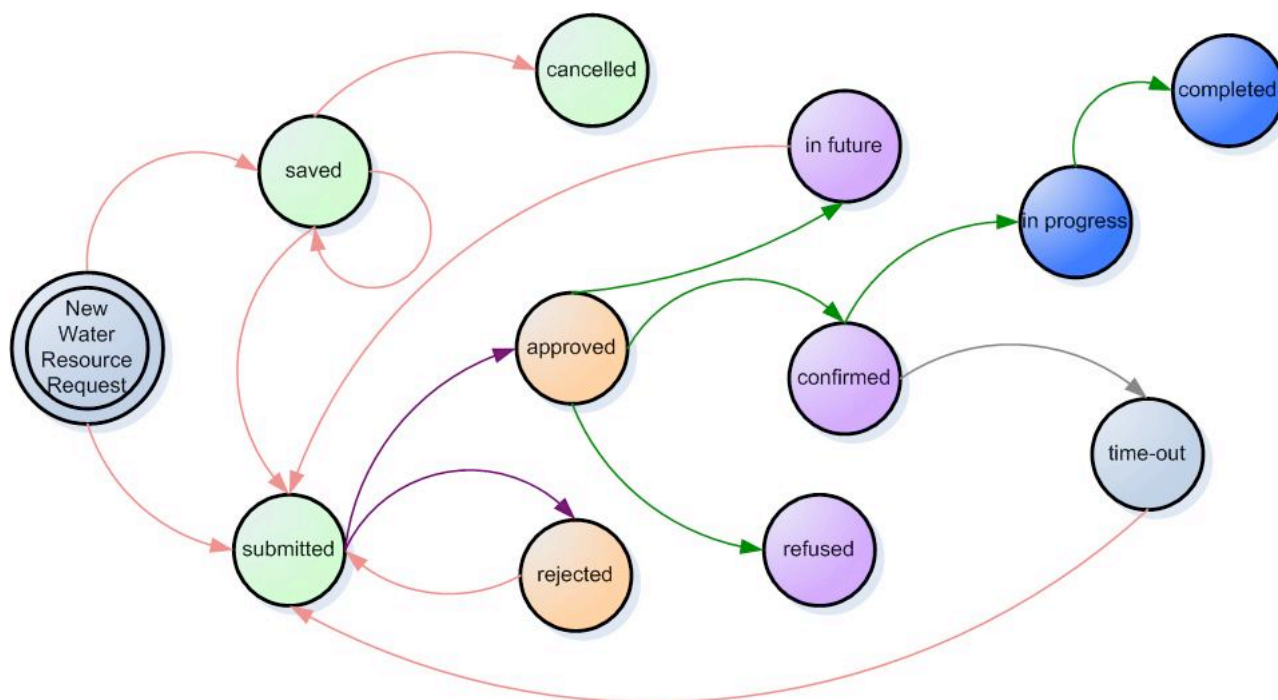 cancelled
completed
in future
saved
in progress
New
Water
Resource
Request
approved
confirmed
time-out
submitted
rejected
refused